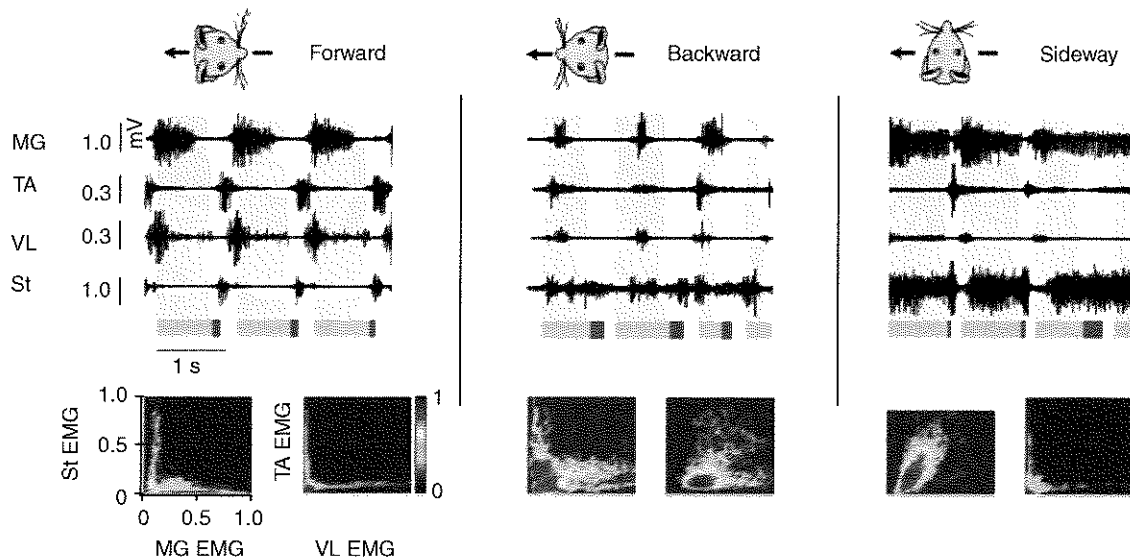 Forward
Backward
Sideway
MG 1.0 mV
TA 0.3
VL 0.3
St 1.0
1 s
1.0
0.5
0
St EMG
0 0.5 1.0
MG EMG
TA EMG
VL EMG
1
0